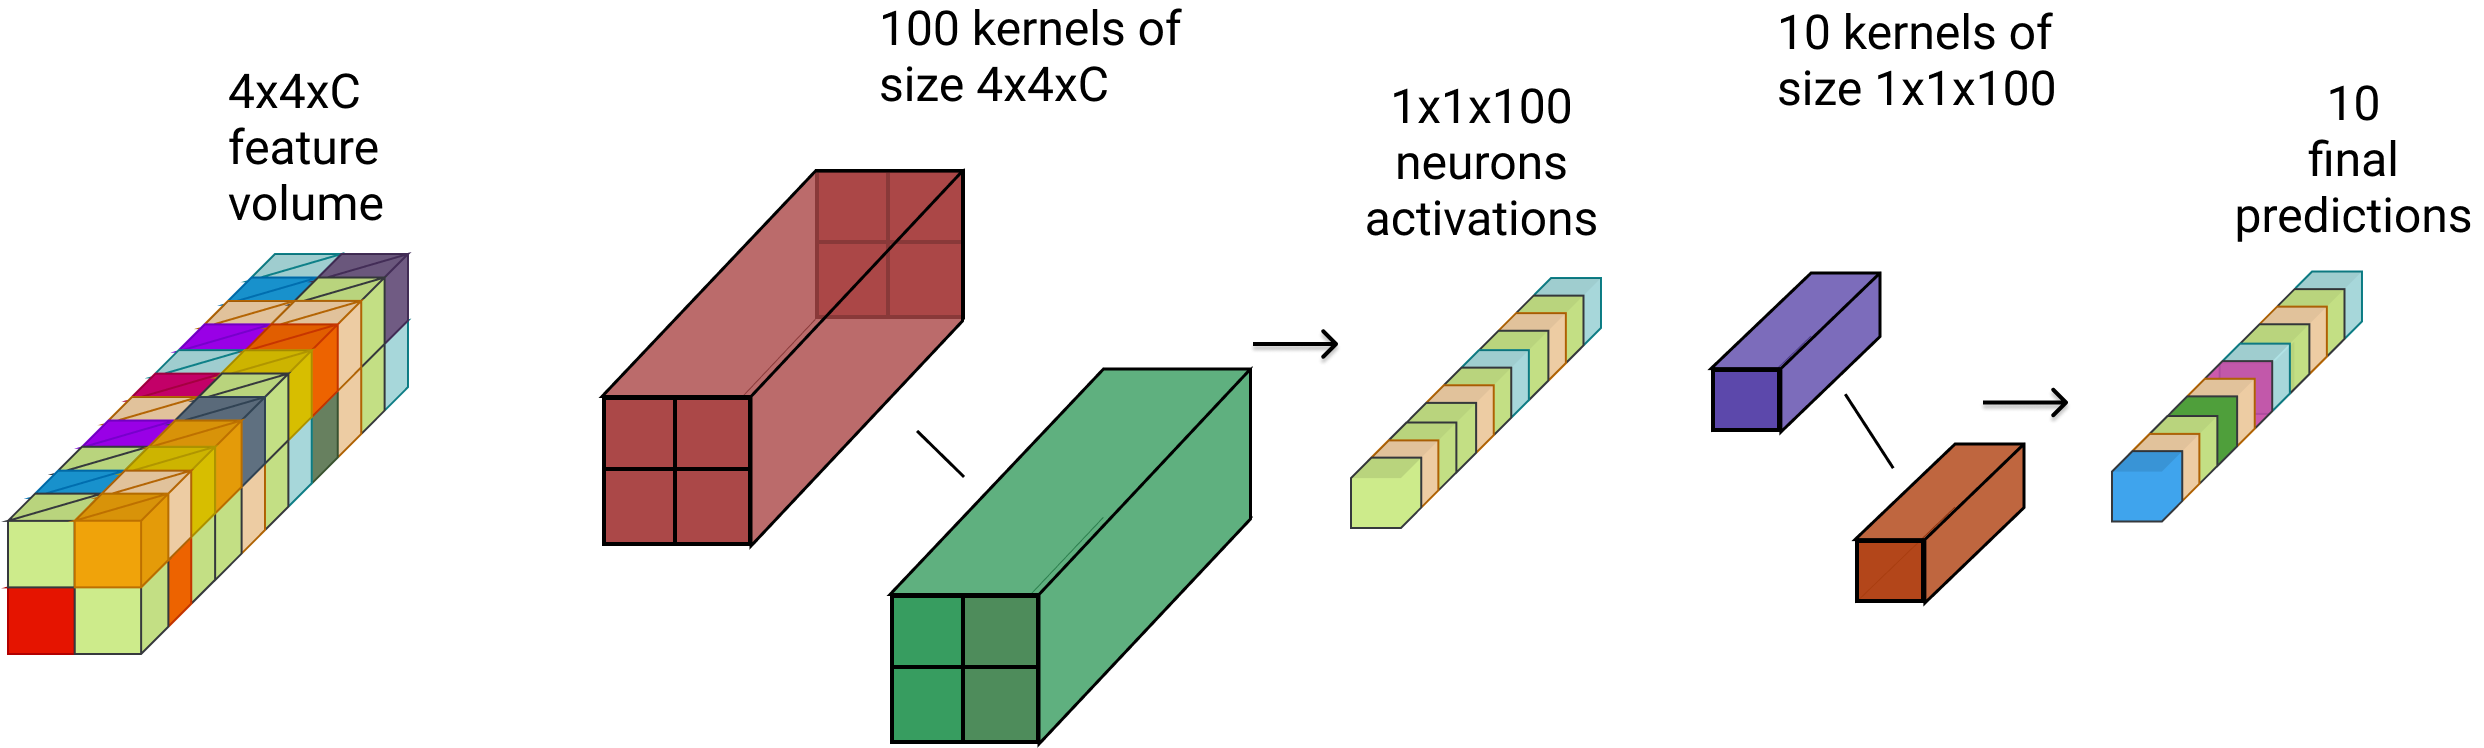 4x4xC
feature
volume
100 kernels of
size 4x4xC
1x1x100
neurons
activations
10 kernels of
size 1x1x100
10
final
predictions